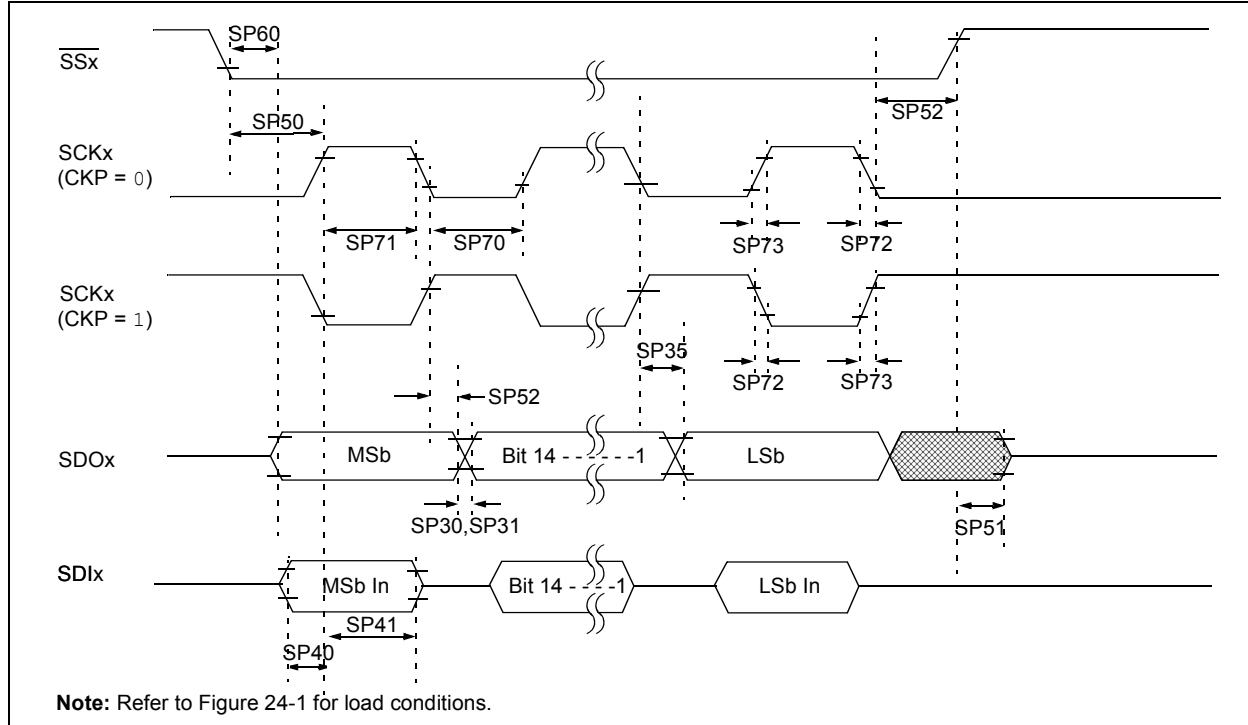 SP60
SSx
SP52
SP50
SCKx
(CKP = 0)
SP71
SP70
SP73
SP72
SCKx
(CKP = 1)
SP35
SP72
SP73
SP52
SDOx
MSb
Bit 14 - - - - - -1
LSb
SP30,SP31
SP51
SDIx
MSb In
Bit 14 - - - -1
LSb In
SP41
SP40
Note: Refer to Figure 24-1 for load conditions.